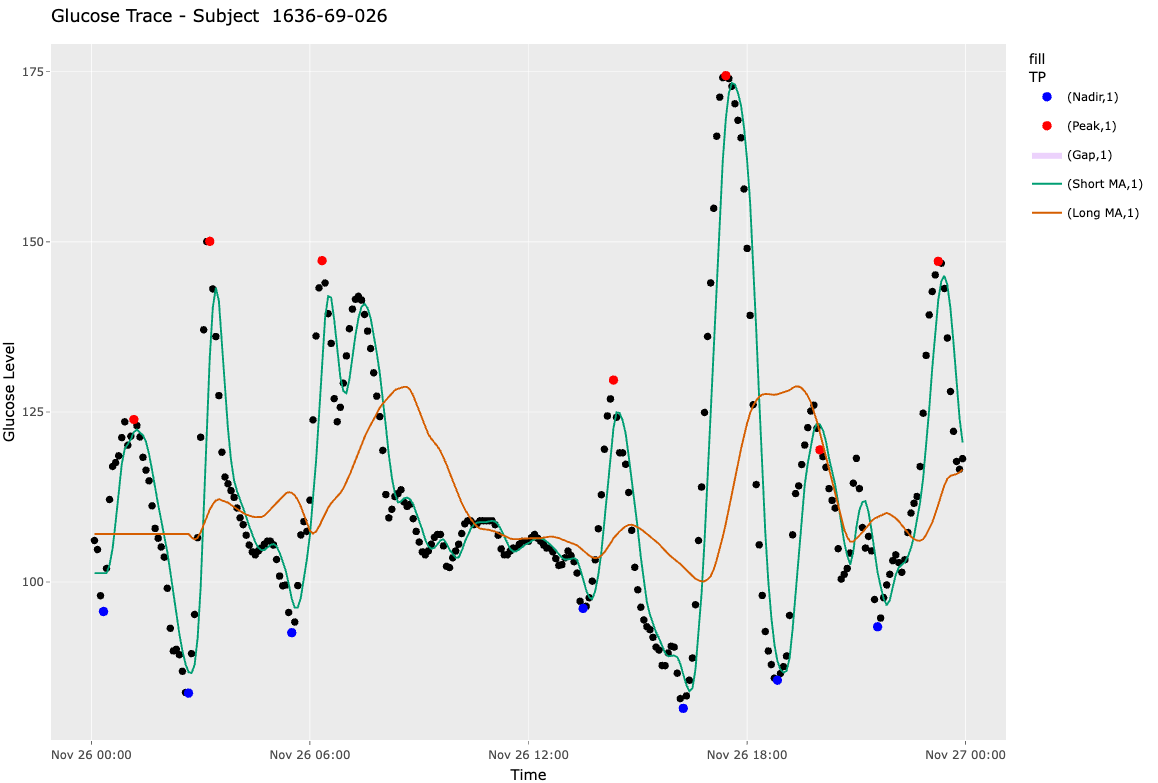 Glucose Trace - Subject  1636-69-026
fill
TP
(Nadir,1)
(Peak,1)
(Gap,1)
(Short MA,1)
(Long MA,1)
Glucose Level
175
150
125
100
Nov 26 00:00
Nov 26 06:00
Nov 26 12:00
Nov 26 18:00
Nov 27 00:00
Time